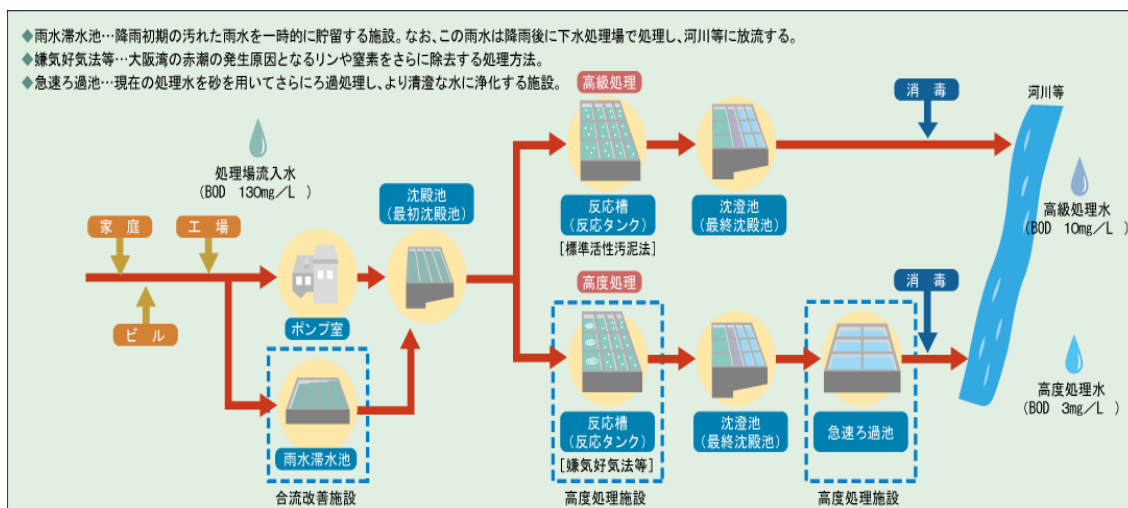 ◆雨水滞水池…降雨初期の汚れた雨水を一時的に貯留する施設。なお、この雨水は降雨後に下水処理場で処理し、河川等に放流する。
◆嫌気好気法等…大阪湾の赤潮の発生原因となるリンや窒素をさらに除去する処理方法。
◆急速ろ過池…現在の処理水を砂を用いてさらにろ過処理し、より清澄な水に浄化する施設。
処理場流入水
(BOD 130mg/L )
家庭
工場
ビル
ポンプ室
雨水滞水池
合流改善施設
沈殿池
(最初沈殿池)
高級処理
反応槽
(反応タンク)
[標準活性汚泥法]
沈澄池
(最終沈殿池)
消毒
高度処理
反応槽
(反応タンク)
[嫌気好気法等]
高度処理施設
沈澄池
(最終沈殿池)
急速ろ過池
高度処理施設
消毒
河川等
高級処理水
(BOD 10mg/L )
高度処理水
(BOD 3mg/L )